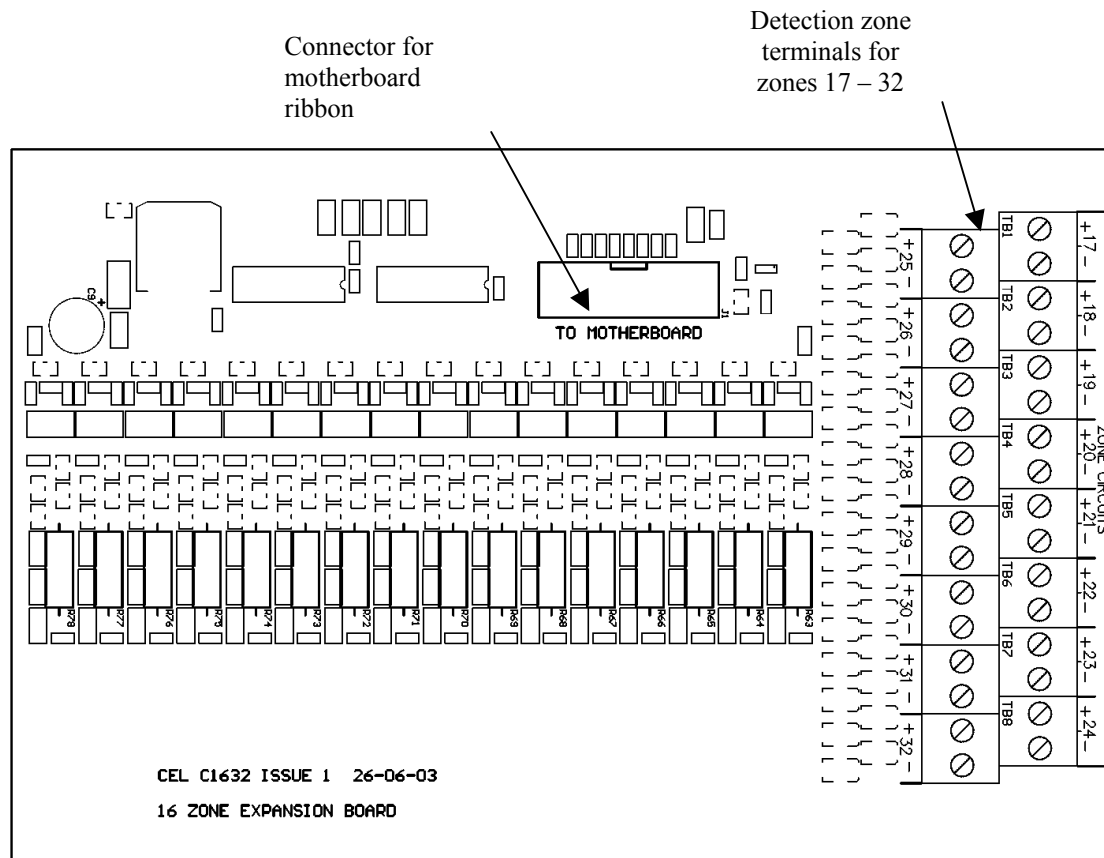 Connector for
motherboard
ribbon
Detection zone
terminals for
zones 17 – 32
C9
+
TO MOTHERBOARD
J1
+25-
+26-
+27-
+28-
+29-
+30-
+31-
+32-
TB1
TB2
TB3
TB4
TB5
TB6
TB7
TB8
+17-
+18-
+19-
+20-
+21-
+22-
+23-
+24-
ZONE CIRCUITS
R78
R77
R76
R75
R74
R73
R72
R71
R70
R69
R68
R67
R66
R65
R64
R63
CEL C1632 ISSUE 1 26-06-03
16 ZONE EXPANSION BOARD